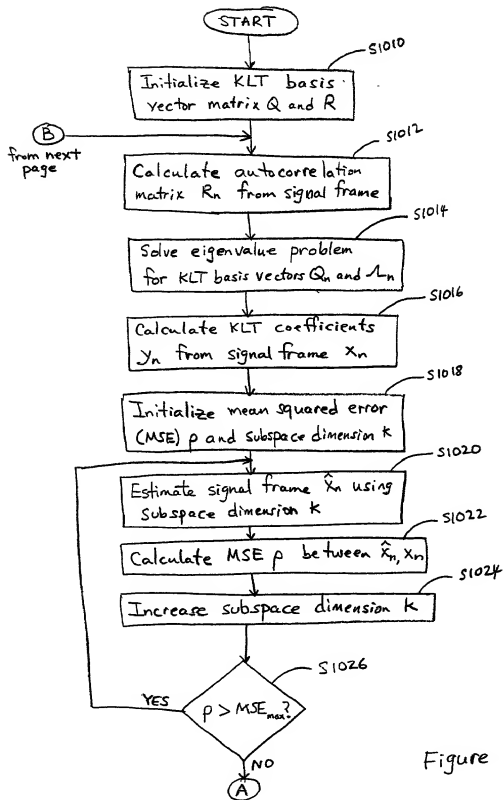 START
S1010
Initialize KLT basis
vector matrix Q and R
B
from next
page
S1012
Calculate autocorrelation
matrix Rn from signal frame
S1014
Solve eigenvalue problem
for KLT basis vectors Qn and Λn
S1016
Calculate KLT coefficients
yn from signal frame xn
S1018
Initialize mean squared error
(MSE) ρ and subspace dimension k
S1020
Estimate signal frame x̂n using
subspace dimension k
S1022
Calculate MSE ρ between x̂n, xn
S1024
Increase subspace dimension k
S1026
ρ > MSEmax?
YES
NO
A
Figure